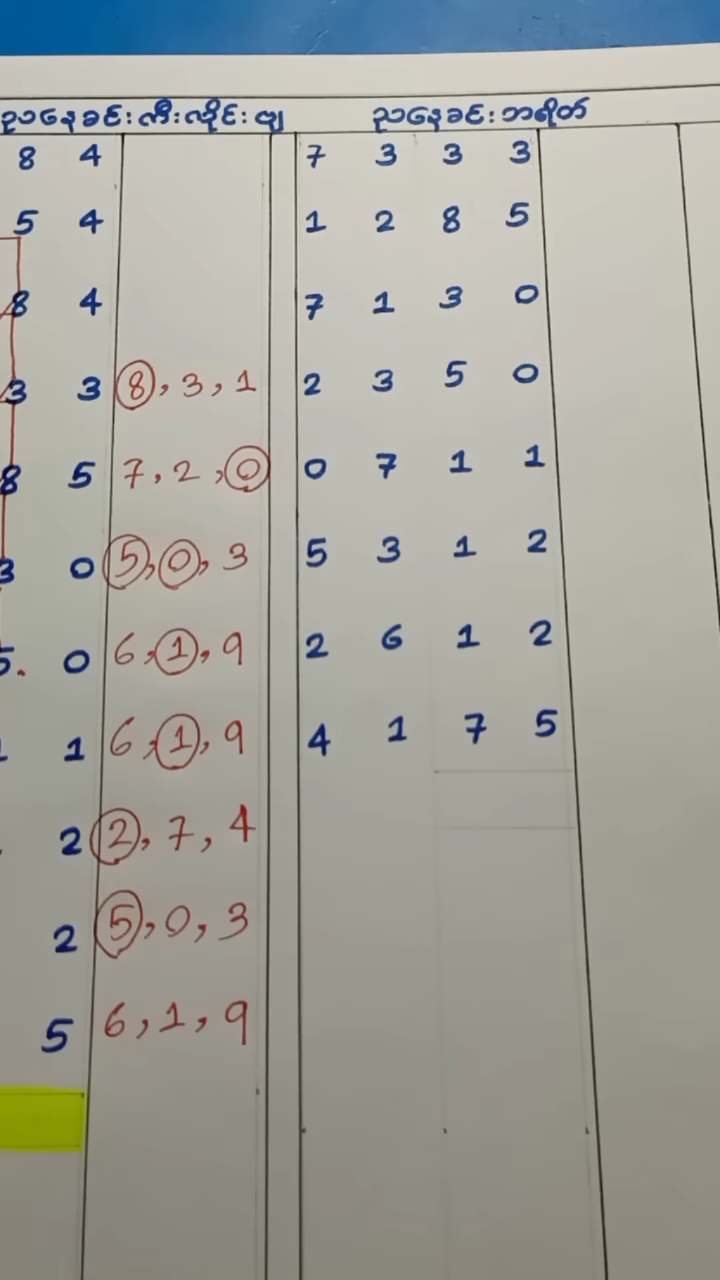 ညနေခင်း ကီးလိုင်း ဗျ ညနေခင်း ဘရိတ်
8 4 7 3 3 3
5 4 1 2 8 5
8 4 7 1 3 0
3 3 8, 3, 1 2 3 5 0
8 5 7, 2, 0 0 7 1 1
3 0 5, 0, 3 5 3 1 2
5. 0 6, 1, 9 2 6 1 2
1 6, 1, 9 4 1 7 5
2 2, 7, 4
2 5, 0, 3
5 6, 1, 9